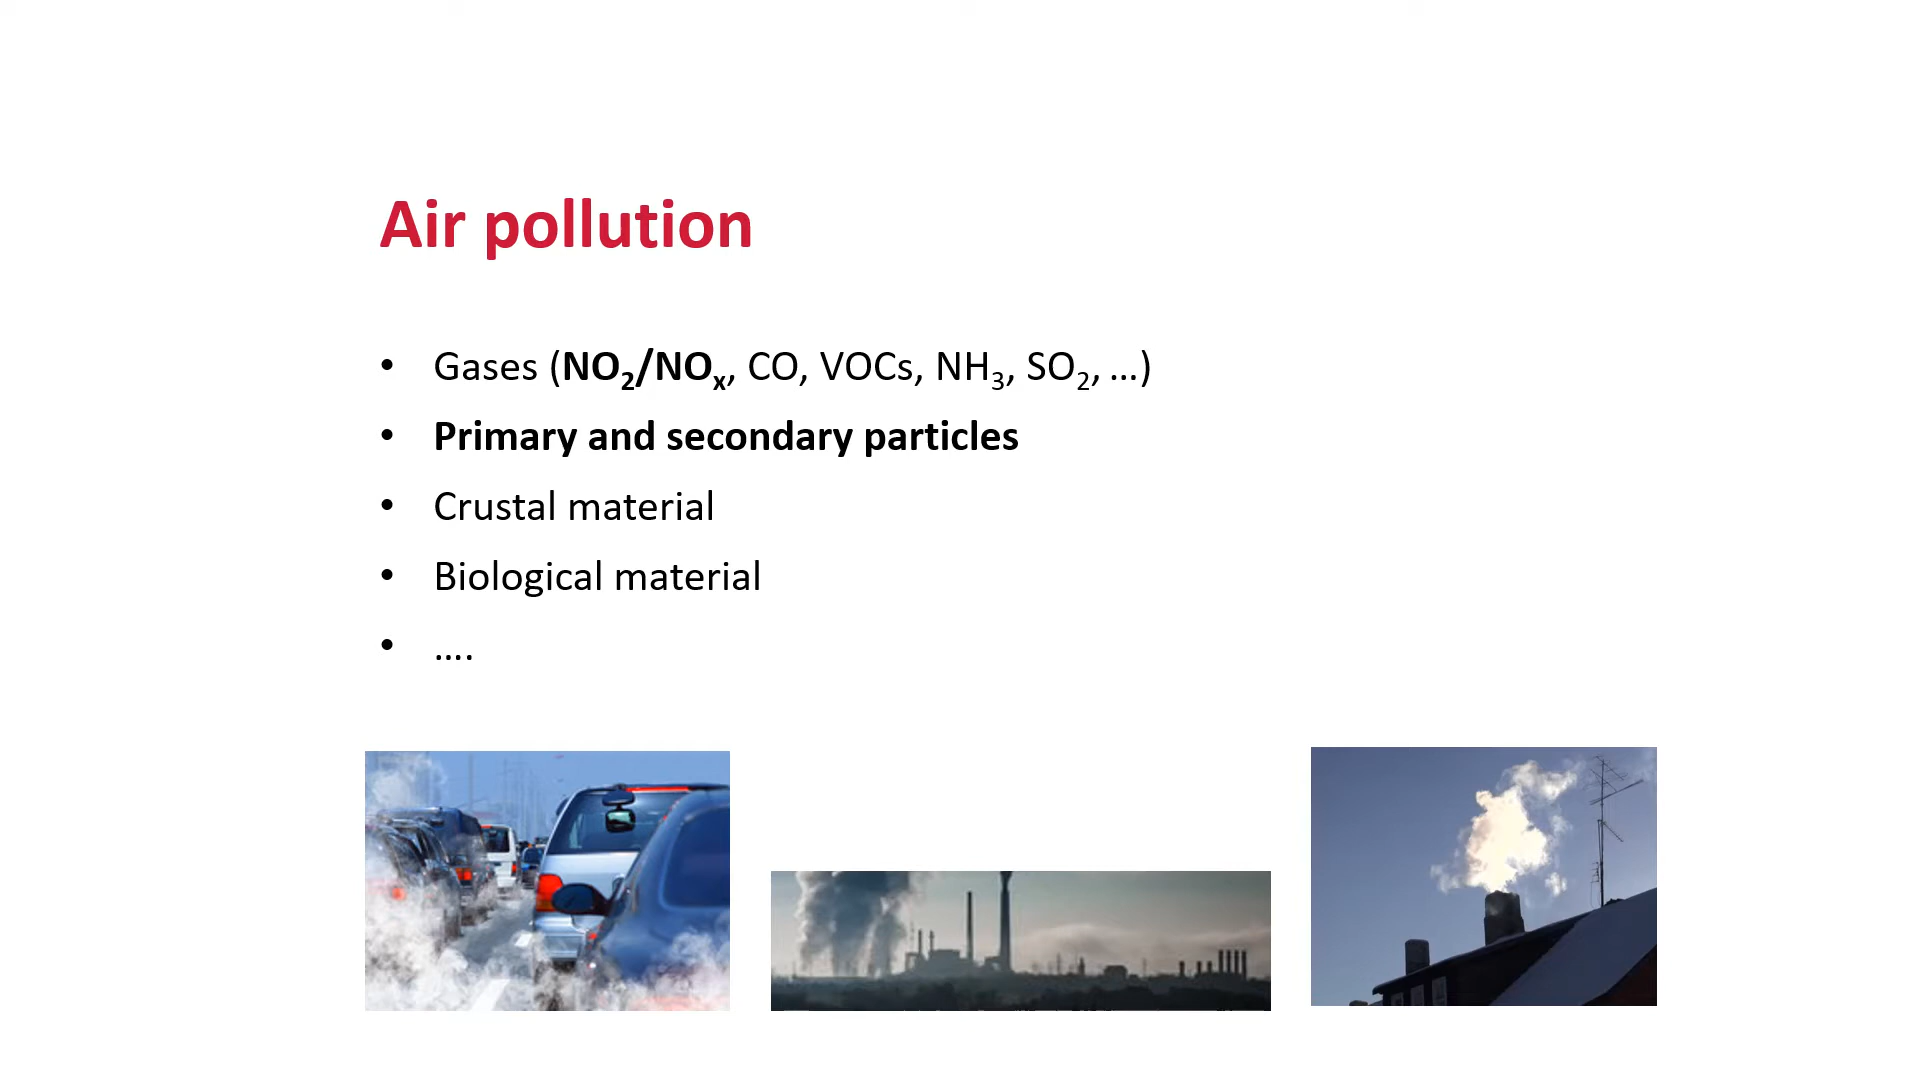 Air pollution
• Gases (NO₂/NOₓ, CO, VOCs, NH₃, SO₂, ...)
• Primary and secondary particles
• Crustal material
• Biological material
• ....